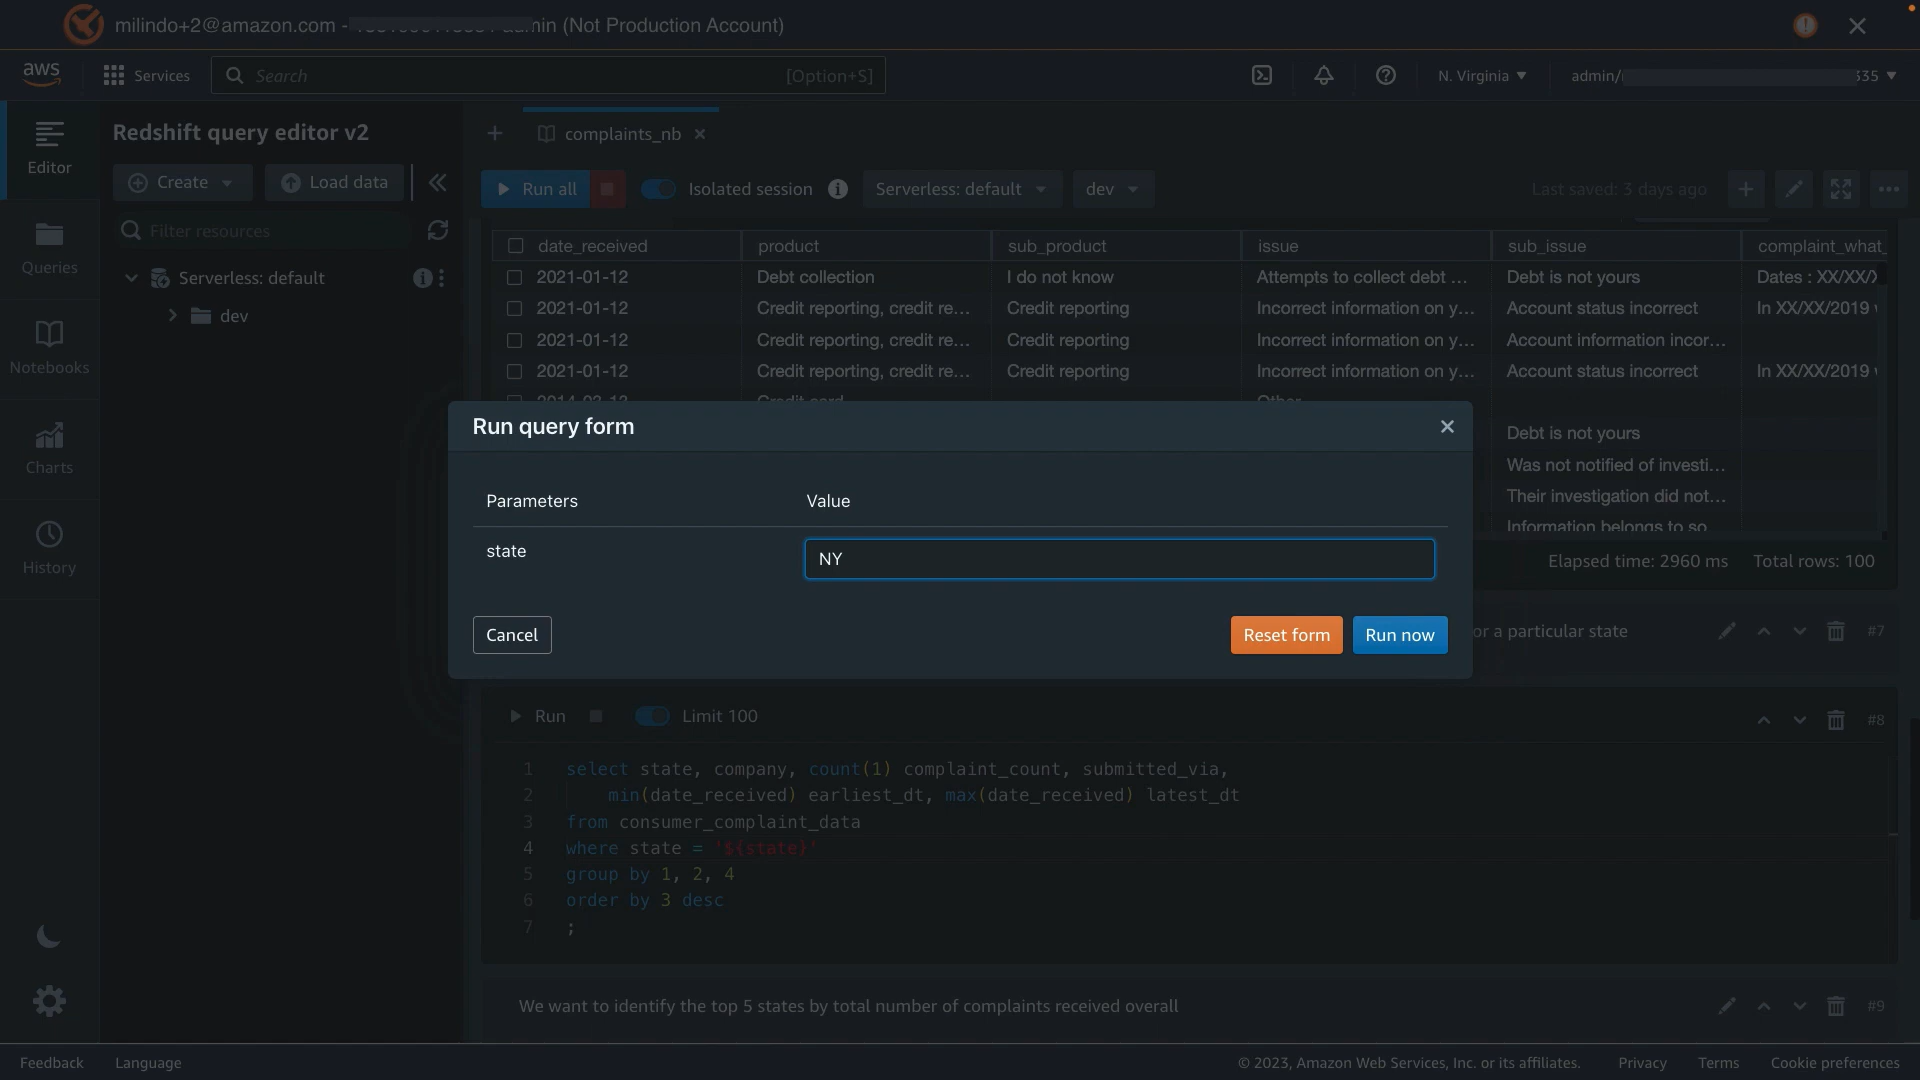 milindo+2@amazon.com - (Not Production Account)
aws
Services
Search
[Option+S]
N. Virginia
admin/
335
Editor
Queries
Notebooks
Charts
History
Redshift query editor v2
Create
Load data
Filter resources
Serverless: default
dev
complaints_nb
Run all
Isolated session
Serverless: default
dev
Last saved: 3 days ago
date_received product sub_product issue sub_issue complaint_what_
2021-01-12 Debt collection I do not know Attempts to collect debt ... Debt is not yours Dates : XX/XX/X
2021-01-12 Credit reporting, credit re... Credit reporting Incorrect information on y... Account status incorrect In XX/XX/2019
2021-01-12 Credit reporting, credit re... Credit reporting Incorrect information on y... Account information incor...
2021-01-12 Credit reporting, credit re... Credit reporting Incorrect information on y... Account status incorrect In XX/XX/2019
Credit card Other
Debt is not yours
Was not notified of investi...
Their investigation did not...
Information belongs to so
Elapsed time: 2960 ms Total rows: 100
Run query form
Parameters Value
state NY
Cancel
Reset form
Run now
or a particular state
#7
Run
Limit 100
#8
1 select state, company, count(1) complaint_count, submitted_via,
2 min(date_received) earliest_dt, max(date_received) latest_dt
3 from consumer_complaint_data
4 where state = '${state}'
5 group by 1, 2, 4
6 order by 3 desc
7 ;
We want to identify the top 5 states by total number of complaints received overall
#9
Feedback
Language
© 2023, Amazon Web Services, Inc. or its affiliates.
Privacy
Terms
Cookie preferences